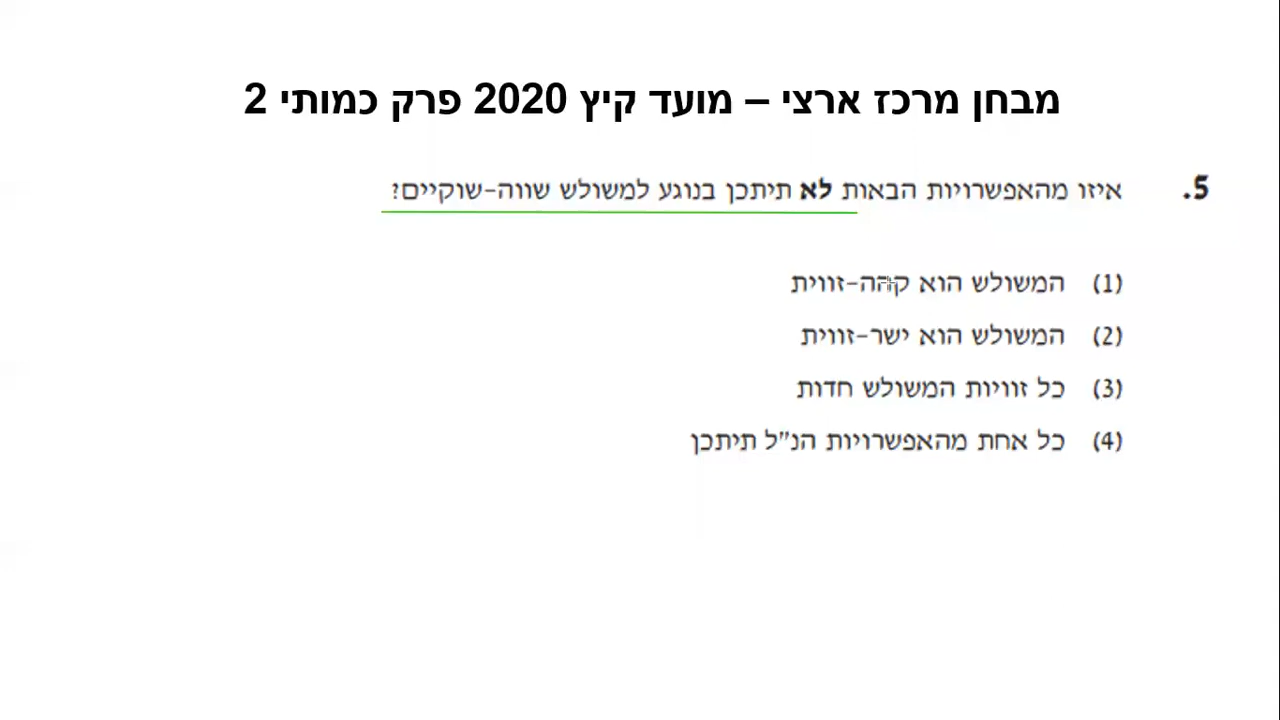 מבחן מרכז ארצי – מועד קיץ 2020 פרק כמותי 2
5. איזו מהאפשרויות הבאות לא תיתכן בנוגע למשולש שווה-שוקיים?
(1) המשולש הוא קהה-זווית
(2) המשולש הוא ישר-זווית
(3) כל זוויות המשולש חדות
(4) כל אחת מהאפשרויות הנ"ל תיתכן